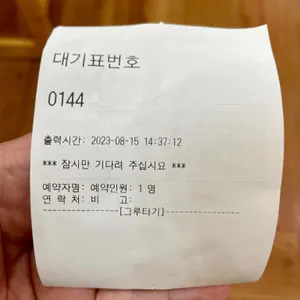 대기표번호
0144
출력시간: 2023-08-15 14:37:12
*** 잠시만 기다려 주십시요 ***
예약자명: 예약인원: 1 명
연 락 처: 비 고:
----------------[그루터기]----------------